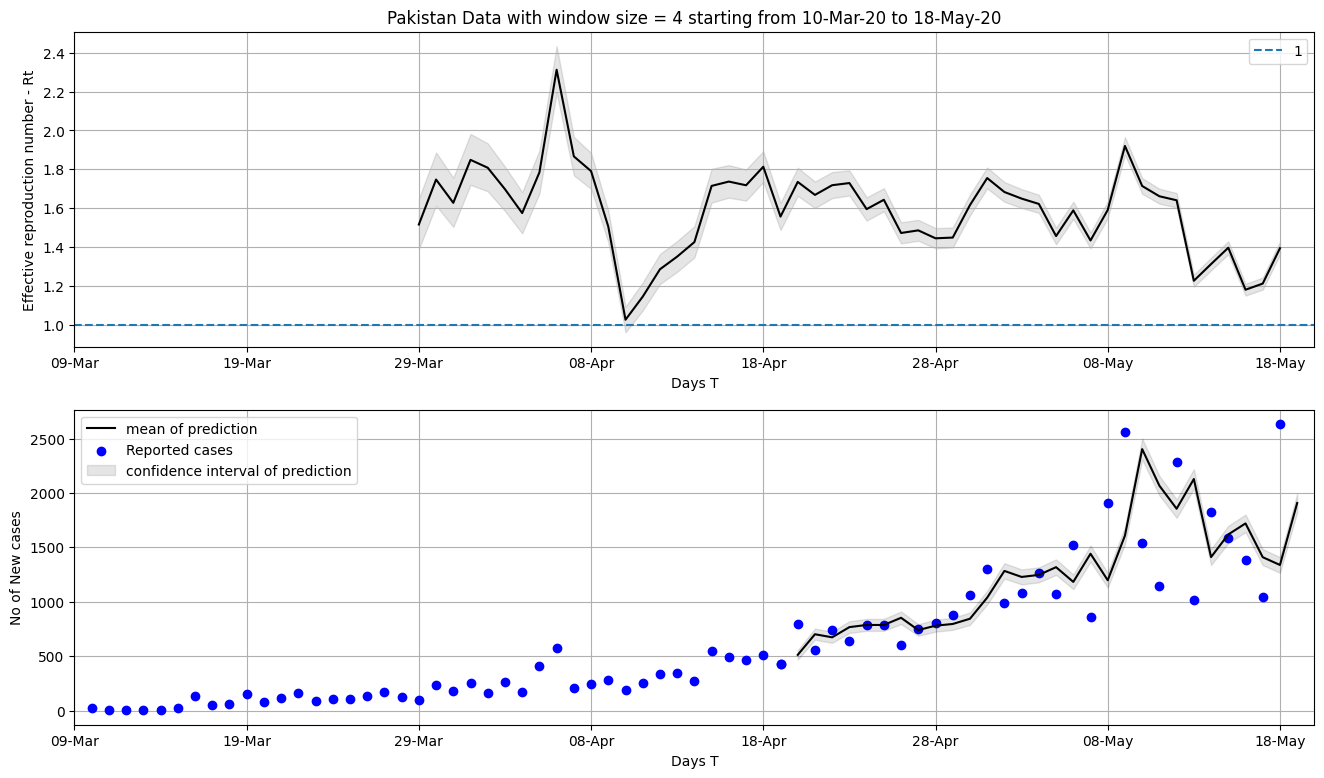 Pakistan Data with window size = 4 starting from 10-Mar-20 to 18-May-20
Effective reproduction number - Rt
2.4
2.2
2.0
1.8
1.6
1.4
1.2
1.0
1
09-Mar 19-Mar 29-Mar 08-Apr 18-Apr 28-Apr 08-May 18-May
Days T
No of New cases
2500
2000
1500
1000
500
0
mean of prediction
Reported cases
confidence interval of prediction
09-Mar 19-Mar 29-Mar 08-Apr 18-Apr 28-Apr 08-May 18-May
Days T